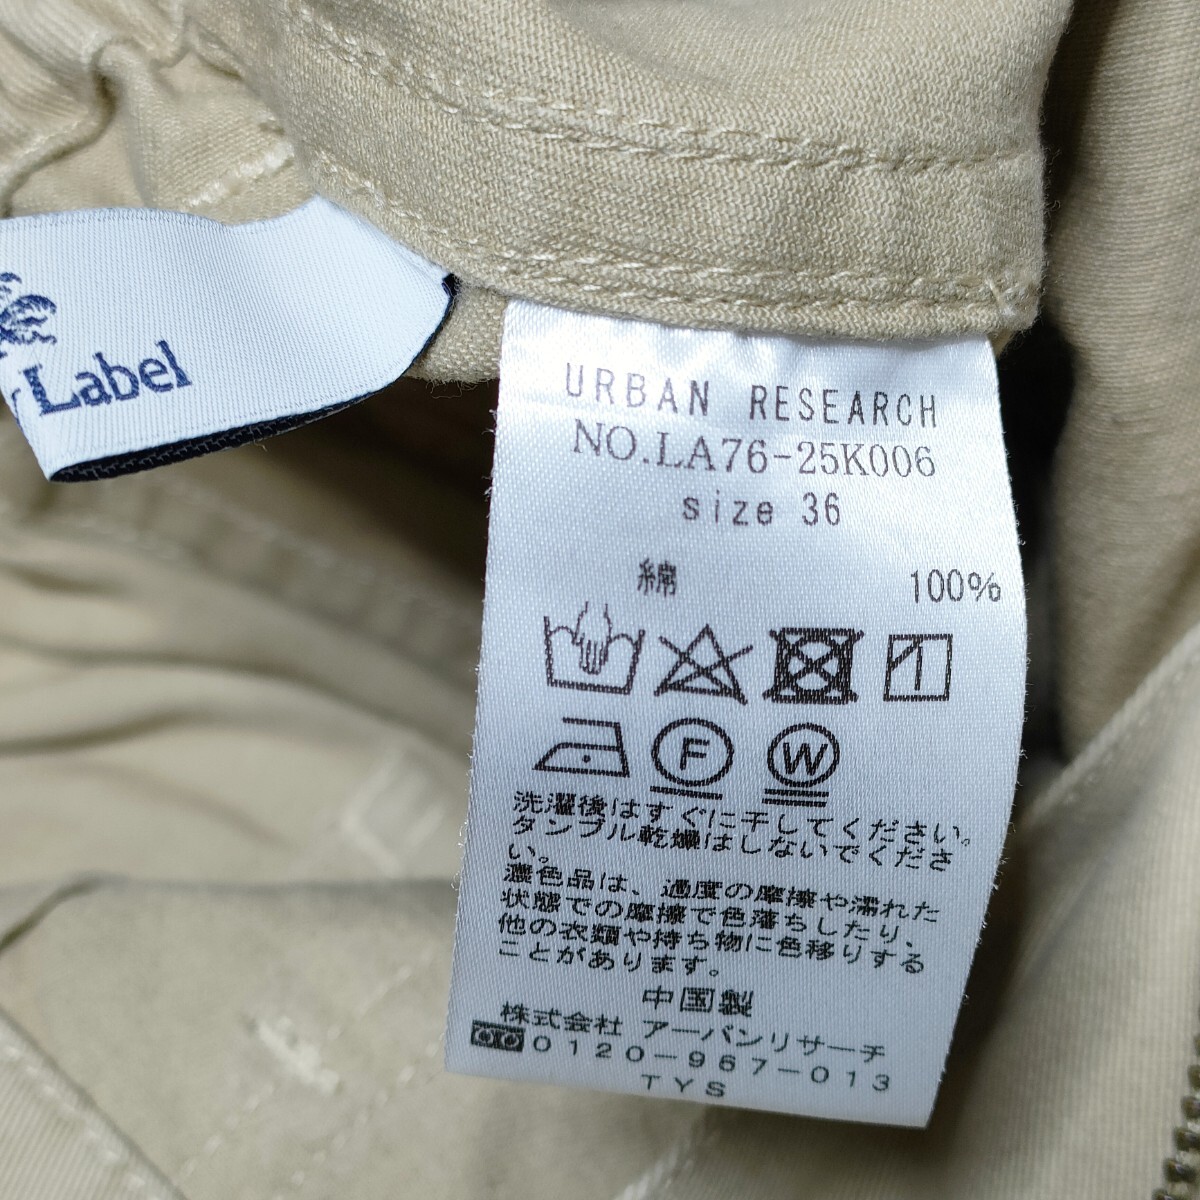 Label
URBAN RESEARCH
NO.LA76-25K006
size 36
綿 100%
F W
洗濯後はすぐに干してください。
タンブル乾燥はしないでくださ
い。
濃色品は、過度の摩擦や濡れた
状態での摩擦で色落ちしたり、
他の衣類や持ち物に色移りする
ことがあります。
中国製
株式会社 アーバンリサーチ
0120-967-013
TYS